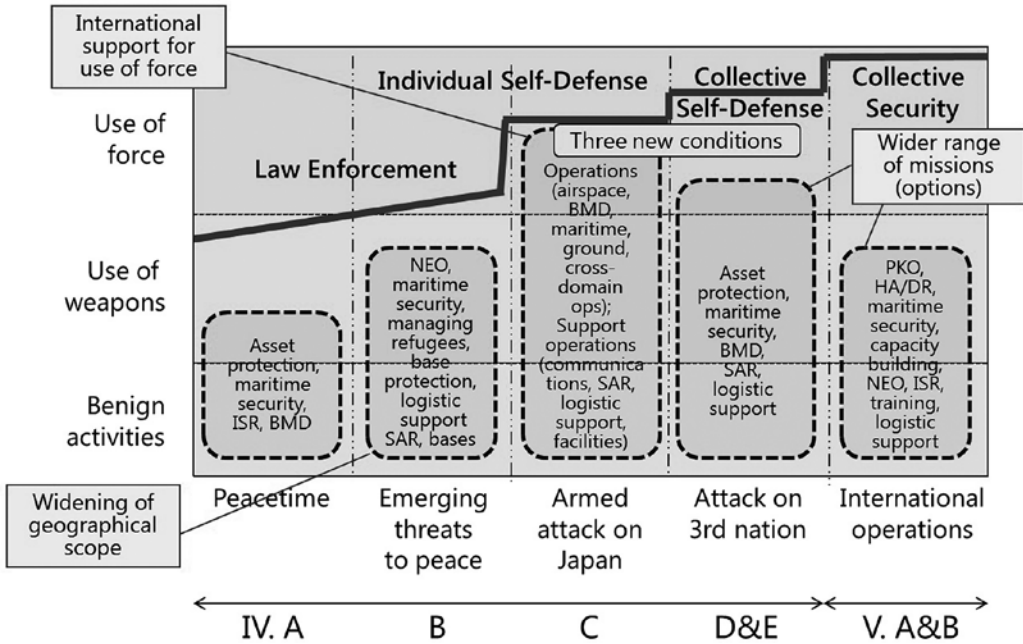 International
support for
use of force
Individual Self-Defense
Collective
Self-Defense
Collective
Security
Use of
force
Law Enforcement
Three new conditions
Wider range
of missions
(options)
Use of
weapons
Benign
activities
Asset
protection,
maritime
security,
ISR, BMD
NEO,
maritime
security,
managing
refugees,
base
protection,
logistic
support
SAR, bases
Operations
(airspace,
BMD,
maritime,
ground,
cross-
domain
ops);
Support
operations
(communica
tions, SAR,
logistic
support,
facilities)
Asset
protection,
maritime
security,
BMD,
SAR,
logistic
support
PKO,
HA/DR,
maritime
security,
capacity
building,
NEO, ISR,
training,
logistic
support
Widening of
geographical
scope
Peacetime
Emerging
threats
to peace
Armed
attack on
Japan
Attack on
3rd nation
International
operations
IV. A
B
C
D&E
V. A&B